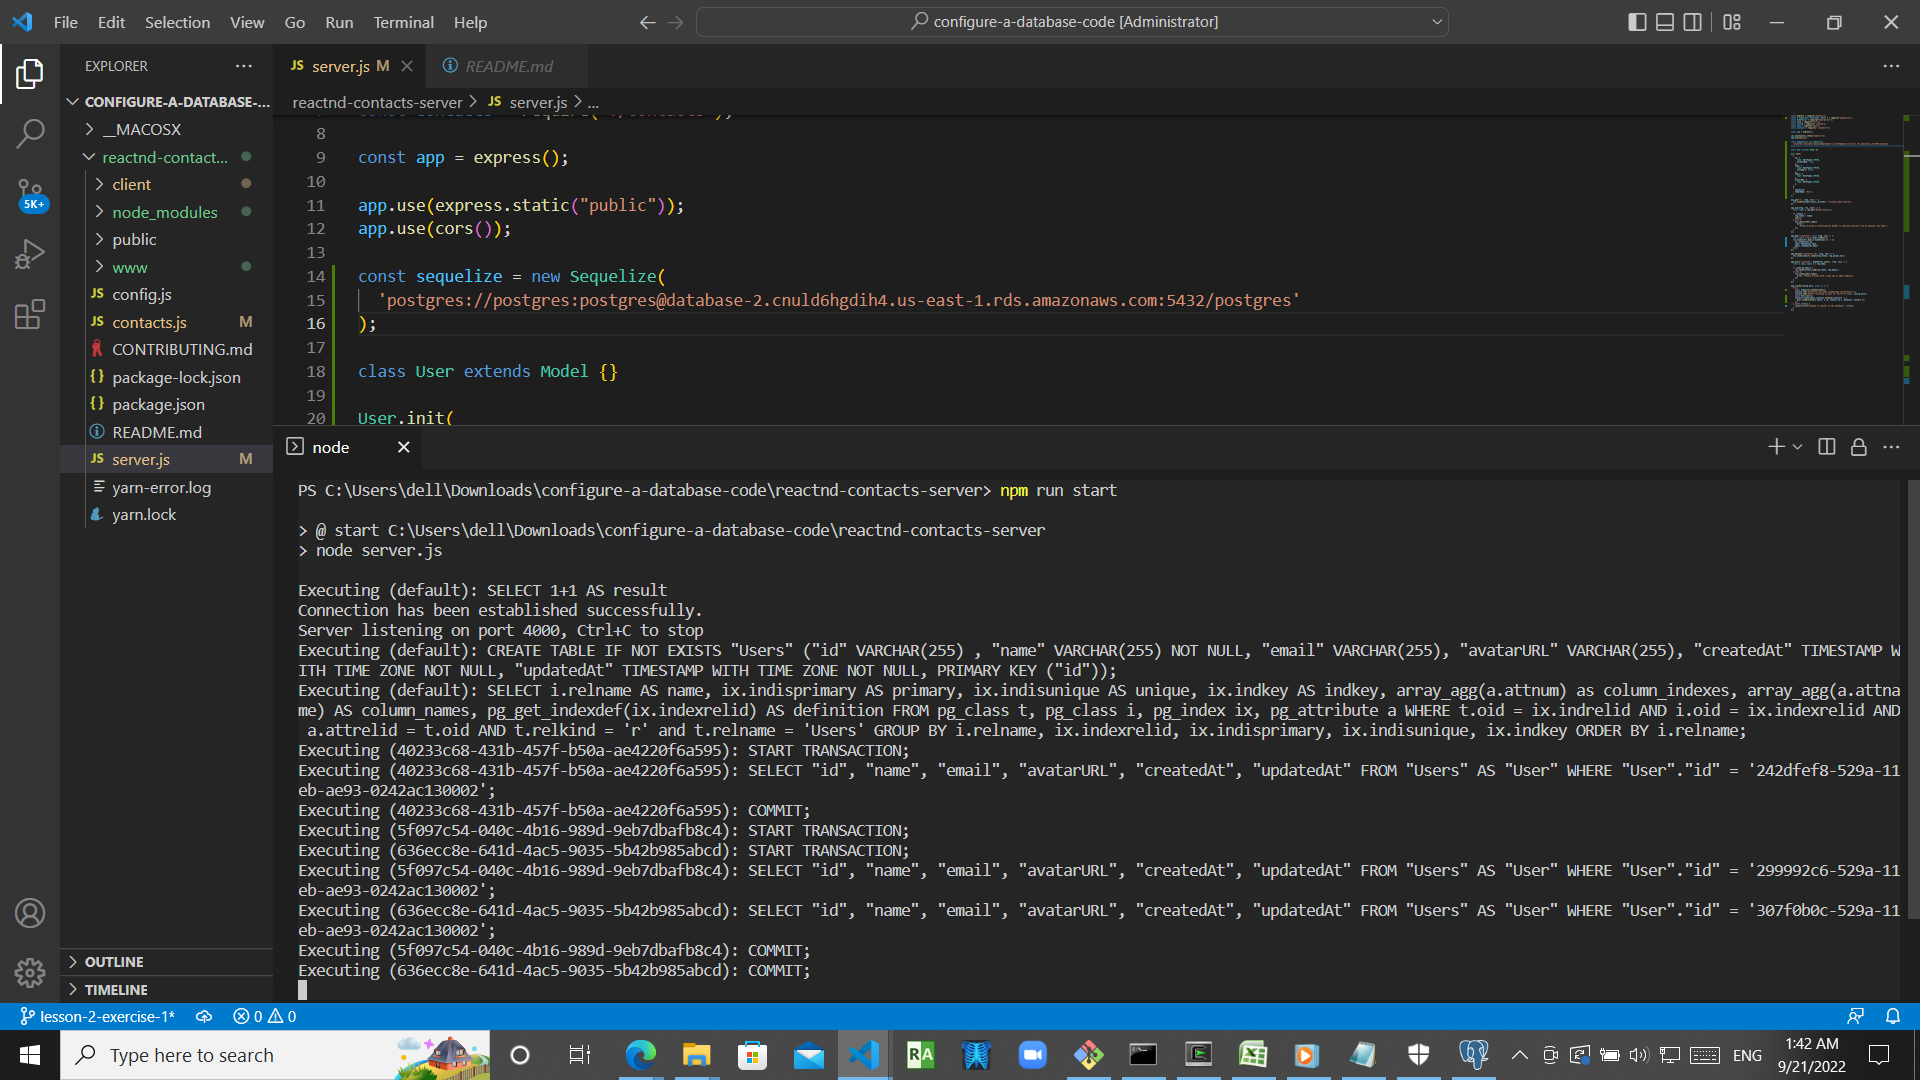 File Edit Selection View Go Run Terminal Help
configure-a-database-code [Administrator]
EXPLORER
CONFIGURE-A-DATABASE-...
__MACOSX
reactnd-contact...
client
node_modules
public
www
JS config.js
JS contacts.js M
CONTRIBUTING.md
{} package-lock.json
{} package.json
README.md
JS server.js M
yarn-error.log
yarn.lock
5K+
OUTLINE
TIMELINE
JS server.js M
README.md
reactnd-contacts-server > JS server.js > ...
8
9 const app = express();
10
11 app.use(express.static("public"));
12 app.use(cors());
13
14 const sequelize = new Sequelize(
15 'postgres://postgres:postgres@database-2.cnuld6hgdih4.us-east-1.rds.amazonaws.com:5432/postgres'
16 );
17
18 class User extends Model {}
19
20 User.init(
node
PS C:\Users\dell\Downloads\configure-a-database-code\reactnd-contacts-server> npm run start
> @ start C:\Users\dell\Downloads\configure-a-database-code\reactnd-contacts-server
> node server.js
Executing (default): SELECT 1+1 AS result
Connection has been established successfully.
Server listening on port 4000, Ctrl+C to stop
Executing (default): CREATE TABLE IF NOT EXISTS "Users" ("id" VARCHAR(255) , "name" VARCHAR(255) NOT NULL, "email" VARCHAR(255), "avatarURL" VARCHAR(255), "createdAt" TIMESTAMP W
ITH TIME ZONE NOT NULL, "updatedAt" TIMESTAMP WITH TIME ZONE NOT NULL, PRIMARY KEY ("id"));
Executing (default): SELECT i.relname AS name, ix.indisprimary AS primary, ix.indisunique AS unique, ix.indkey AS indkey, array_agg(a.attnum) as column_indexes, array_agg(a.attna
me) AS column_names, pg_get_indexdef(ix.indexrelid) AS definition FROM pg_class t, pg_class i, pg_index ix, pg_attribute a WHERE t.oid = ix.indrelid AND i.oid = ix.indexrelid AND
a.attrelid = t.oid AND t.relkind = 'r' and t.relname = 'Users' GROUP BY i.relname, ix.indexrelid, ix.indisprimary, ix.indisunique, ix.indkey ORDER BY i.relname;
Executing (40233c68-431b-457f-b50a-ae4220f6a595): START TRANSACTION;
Executing (40233c68-431b-457f-b50a-ae4220f6a595): SELECT "id", "name", "email", "avatarURL", "createdAt", "updatedAt" FROM "Users" AS "User" WHERE "User"."id" = '242dfef8-529a-11
eb-ae93-0242ac130002';
Executing (40233c68-431b-457f-b50a-ae4220f6a595): COMMIT;
Executing (5f097c54-040c-4b16-989d-9eb7dbafb8c4): START TRANSACTION;
Executing (636ecc8e-641d-4ac5-9035-5b42b985abcd): START TRANSACTION;
Executing (5f097c54-040c-4b16-989d-9eb7dbafb8c4): SELECT "id", "name", "email", "avatarURL", "createdAt", "updatedAt" FROM "Users" AS "User" WHERE "User"."id" = '299992c6-529a-11
eb-ae93-0242ac130002';
Executing (636ecc8e-641d-4ac5-9035-5b42b985abcd): SELECT "id", "name", "email", "avatarURL", "createdAt", "updatedAt" FROM "Users" AS "User" WHERE "User"."id" = '307f0b0c-529a-11
eb-ae93-0242ac130002';
Executing (5f097c54-040c-4b16-989d-9eb7dbafb8c4): COMMIT;
Executing (636ecc8e-641d-4ac5-9035-5b42b985abcd): COMMIT;
lesson-2-exercise-1* 0 0
Type here to search
RA
ENG
1:42 AM
9/21/2022